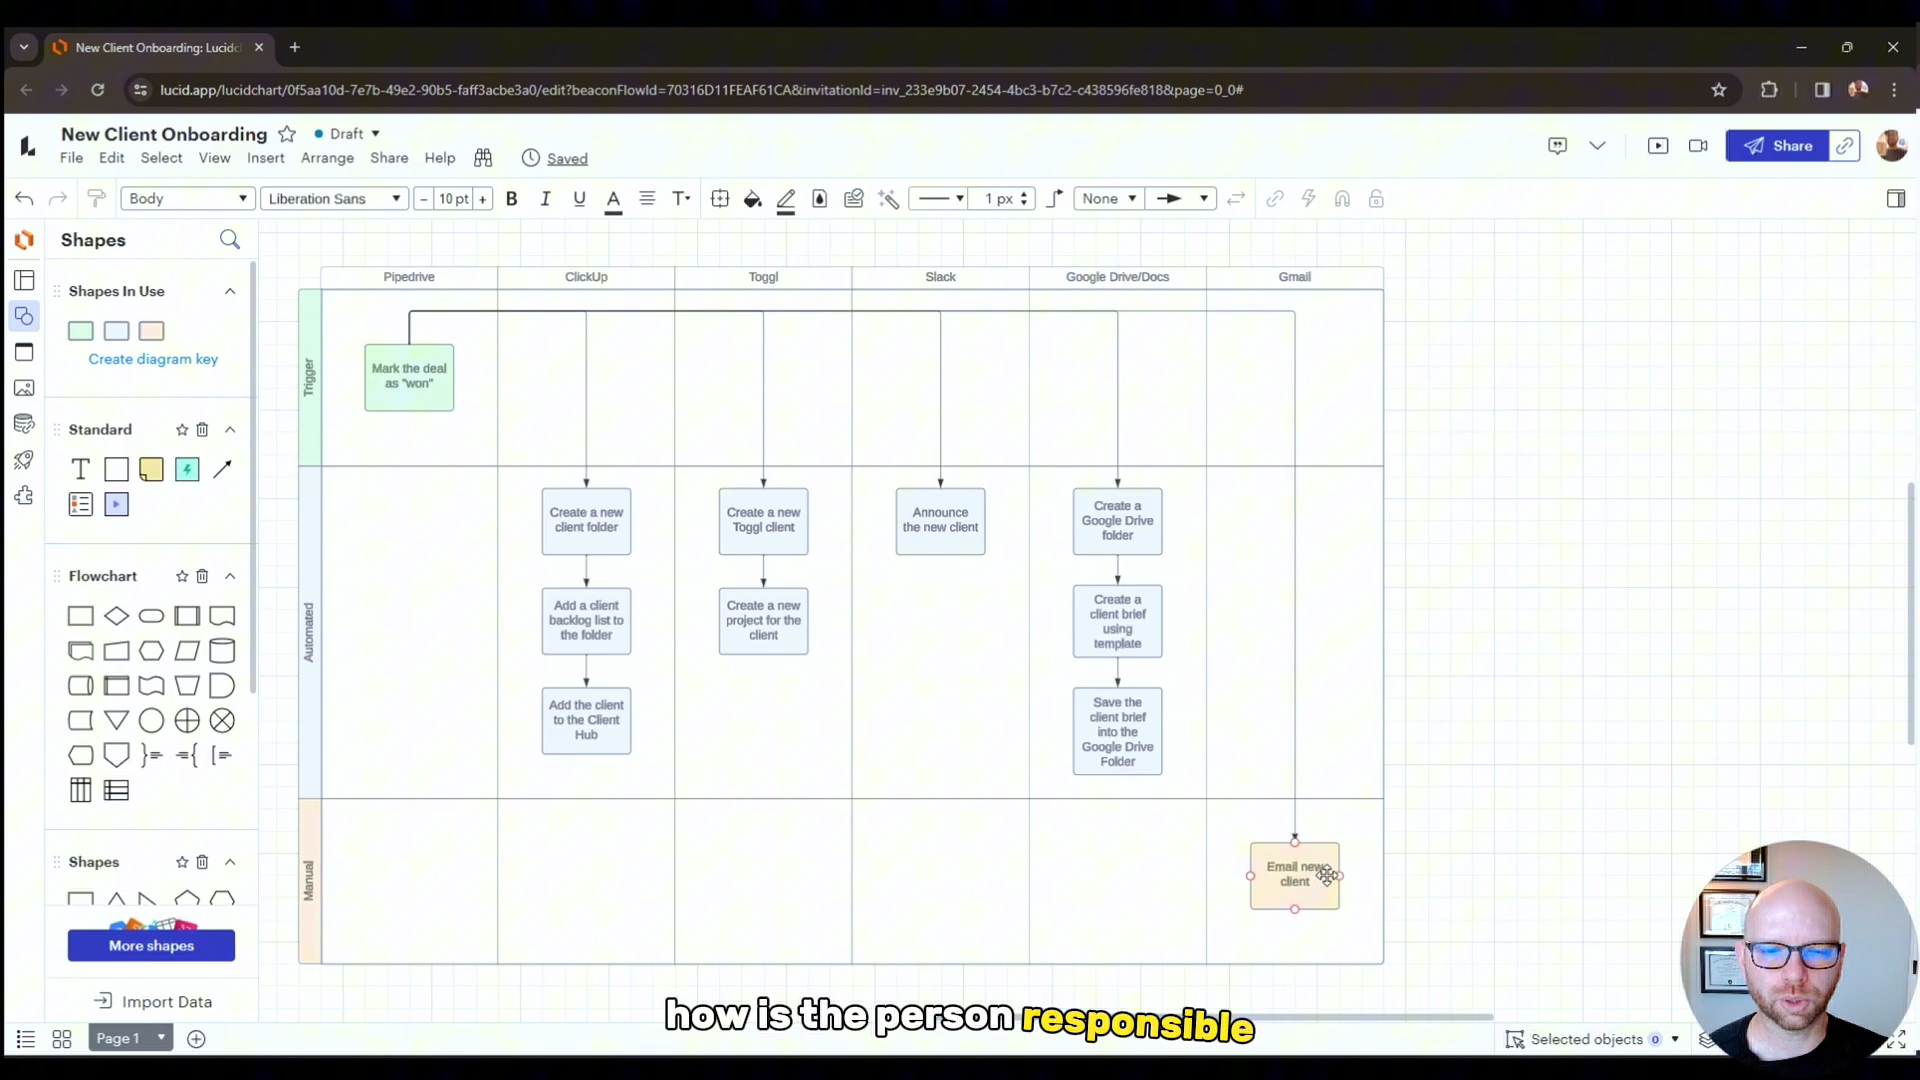 New Client Onboarding: Lucidc
lucid.app/lucidchart/0f5aa10d-7e7b-49e2-90b5-faff3acbe3a0/edit?beaconFlowId=70316D11FEAF61CA&invitationId=inv_233e9b07-2454-4bc3-b7c2-c438596fe818&page=0_0#
New Client Onboarding
Draft
File Edit Select View Insert Arrange Share Help
Saved
Share
Body
Liberation Sans
- 10 pt +
B I U A
T
1 px
None
Shapes
Shapes In Use
Create diagram key
Standard
T
Flowchart
Shapes
More shapes
Import Data
Pipedrive
ClickUp
Toggl
Slack
Google Drive/Docs
Gmail
Trigger
Mark the deal
as "won"
Automated
Create a new
client folder
Add a client
backlog list to
the folder
Add the client
to the Client
Hub
Create a new
Toggl client
Create a new
project for the
client
Announce
the new client
Create a
Google Drive
folder
Create a
client brief
using
template
Save the
client brief
into the
Google Drive
Folder
Manual
Email new
client
how is the person responsible
Page 1
Selected objects 0